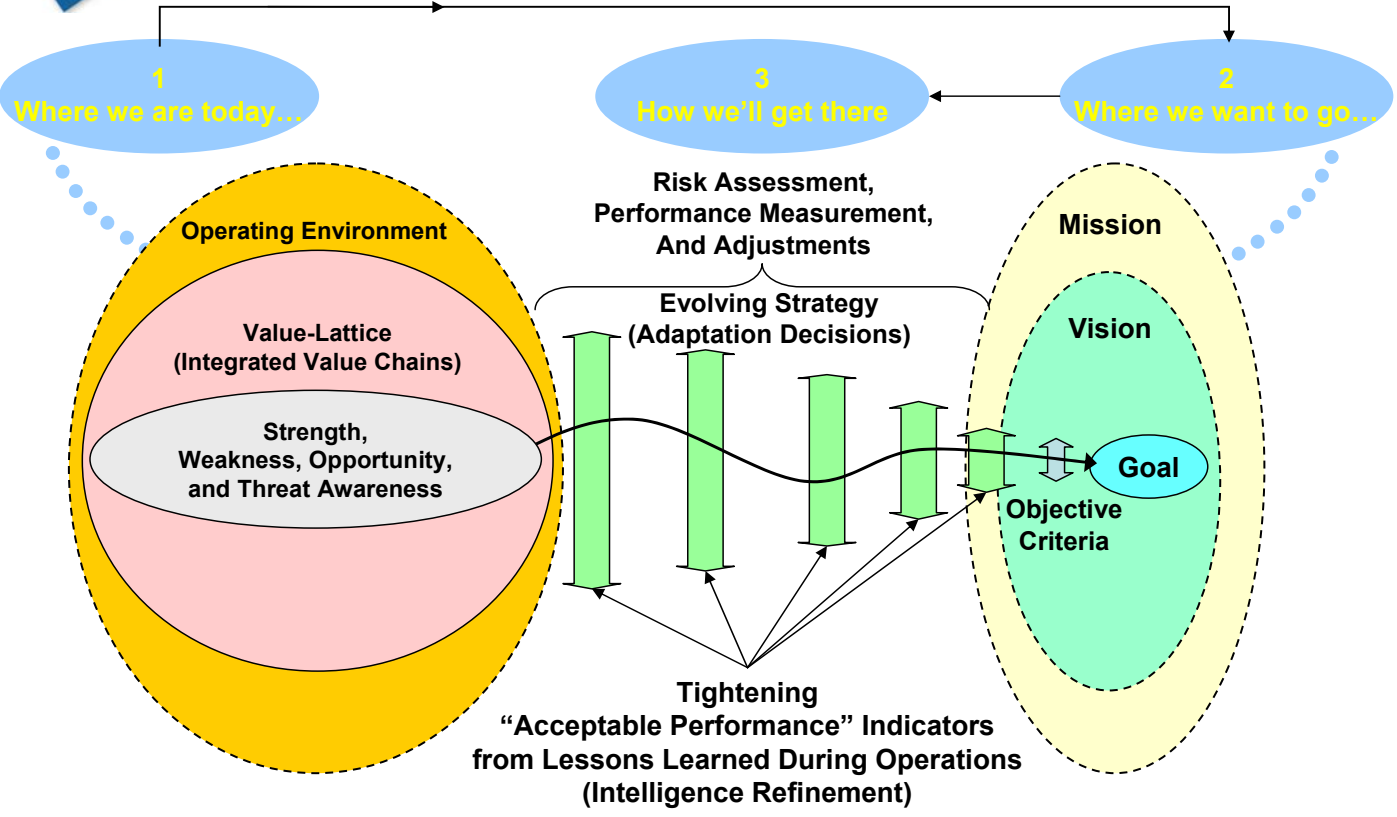 1
Where we are today…
3
How we’ll get there
2
Where we want to go…
Operating Environment
Value-Lattice
(Integrated Value Chains)
Strength,
Weakness, Opportunity,
and Threat Awareness
Risk Assessment,
Performance Measurement,
And Adjustments
Evolving Strategy
(Adaptation Decisions)
Mission
Vision
Goal
Objective
Criteria
Tightening
“Acceptable Performance” Indicators
from Lessons Learned During Operations
(Intelligence Refinement)